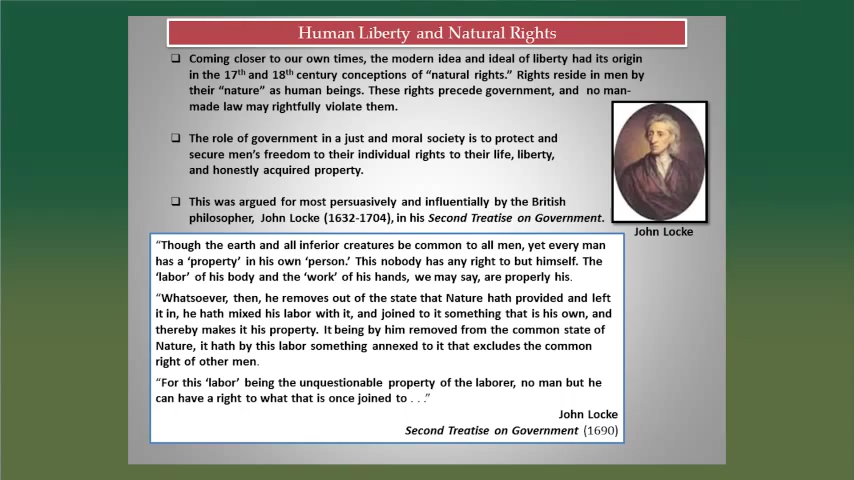 Human Liberty and Natural Rights
❑ Coming closer to our own times, the modern idea and ideal of liberty had its origin
in the 17th and 18th century conceptions of “natural rights.” Rights reside in men by
their “nature” as human beings. These rights precede government, and no man-
made law may rightfully violate them.
❑ The role of government in a just and moral society is to protect and
secure men’s freedom to their individual rights to their life, liberty,
and honestly acquired property.
❑ This was argued for most persuasively and influentially by the British
philosopher, John Locke (1632-1704), in his Second Treatise on Government.
John Locke
“Though the earth and all inferior creatures be common to all men, yet every man
has a ‘property’ in his own ‘person.’ This nobody has any right to but himself. The
‘labor’ of his body and the ‘work’ of his hands, we may say, are properly his.
“Whatsoever, then, he removes out of the state that Nature hath provided and left
it in, he hath mixed his labor with it, and joined to it something that is his own, and
thereby makes it his property. It being by him removed from the common state of
Nature, it hath by this labor something annexed to it that excludes the common
right of other men.
“For this ‘labor’ being the unquestionable property of the laborer, no man but he
can have a right to what that is once joined to . . .”
John Locke
Second Treatise on Government (1690)